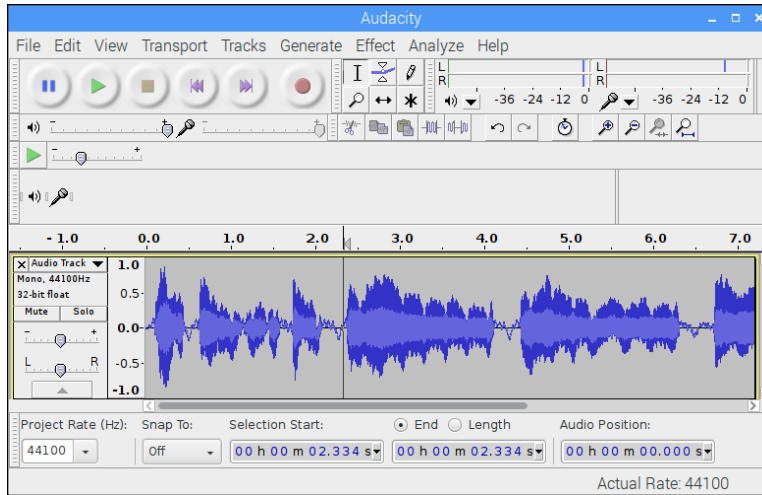 Audacity
File Edit View Transport Tracks Generate Effect Analyze Help
L
R
L
R
-36 -24 -12 0
-36 -24 -12 0
- +
- 1.0 0.0 1.0 2.0 3.0 4.0 5.0 6.0 7.0
X Audio Track
Mono, 44100Hz
32-bit float
Mute Solo
- +
L R
1.0
0.5-
0.0-
-0.5-
-1.0
Project Rate (Hz): Snap To: Selection Start: End Length Audio Position:
44100 Off 00 h 00 m 02.334 s 00 h 00 m 02.334 s 00 h 00 m 00.000 s
Actual Rate: 44100